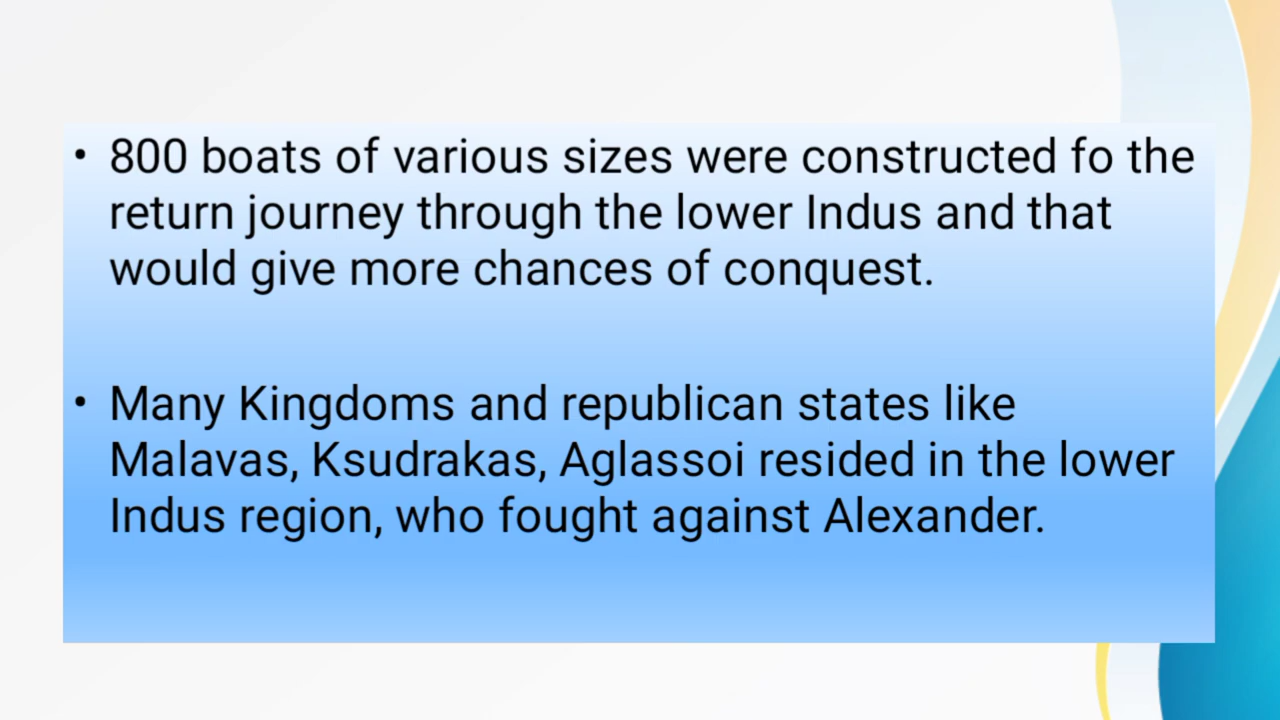 • 800 boats of various sizes were constructed fo the
return journey through the lower Indus and that
would give more chances of conquest.
• Many Kingdoms and republican states like
Malavas, Ksudrakas, Aglassoi resided in the lower
Indus region, who fought against Alexander.